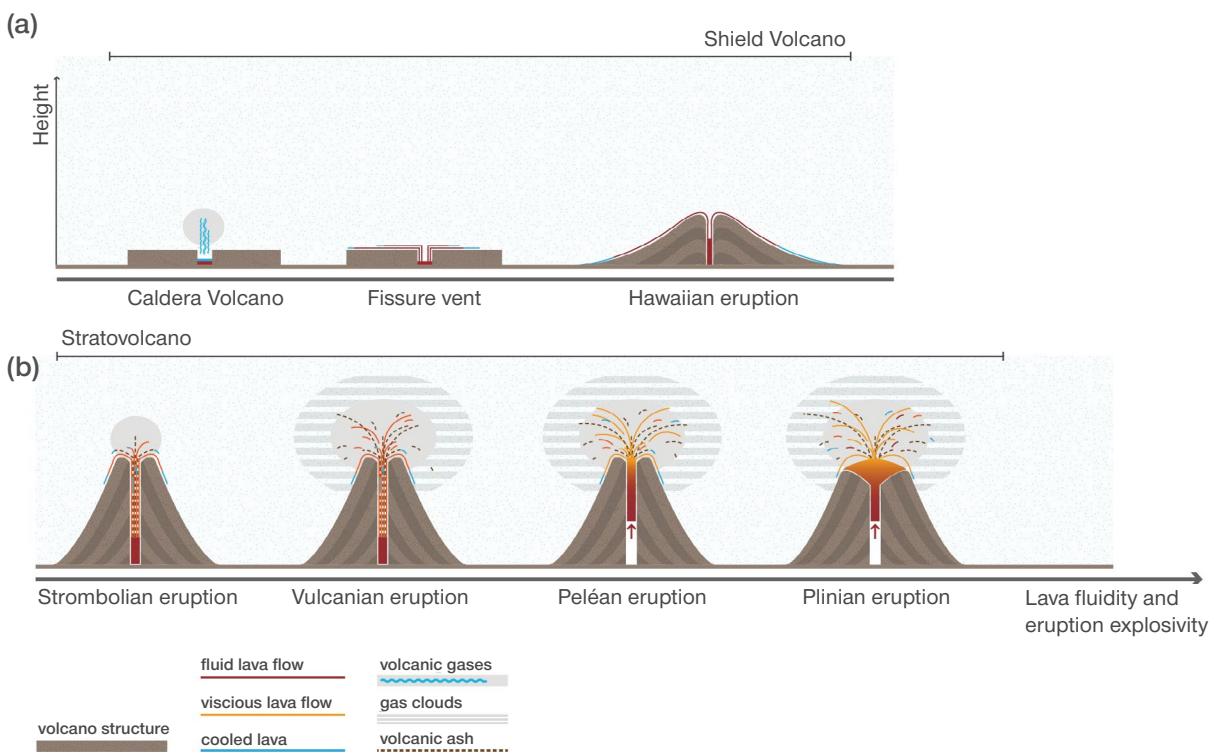 (a)
Shield Volcano
Height
Caldera Volcano
Fissure vent
Hawaiian eruption
Stratovolcano
(b)
Strombolian eruption
Vulcanian eruption
Peléan eruption
Plinian eruption
Lava fluidity and
eruption explosivity
fluid lava flow
volcanic gases
viscious lava flow
gas clouds
volcano structure
cooled lava
volcanic ash